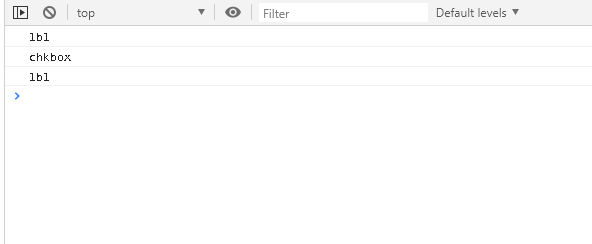 top
Filter
Default levels
lbl
chkbox
lbl